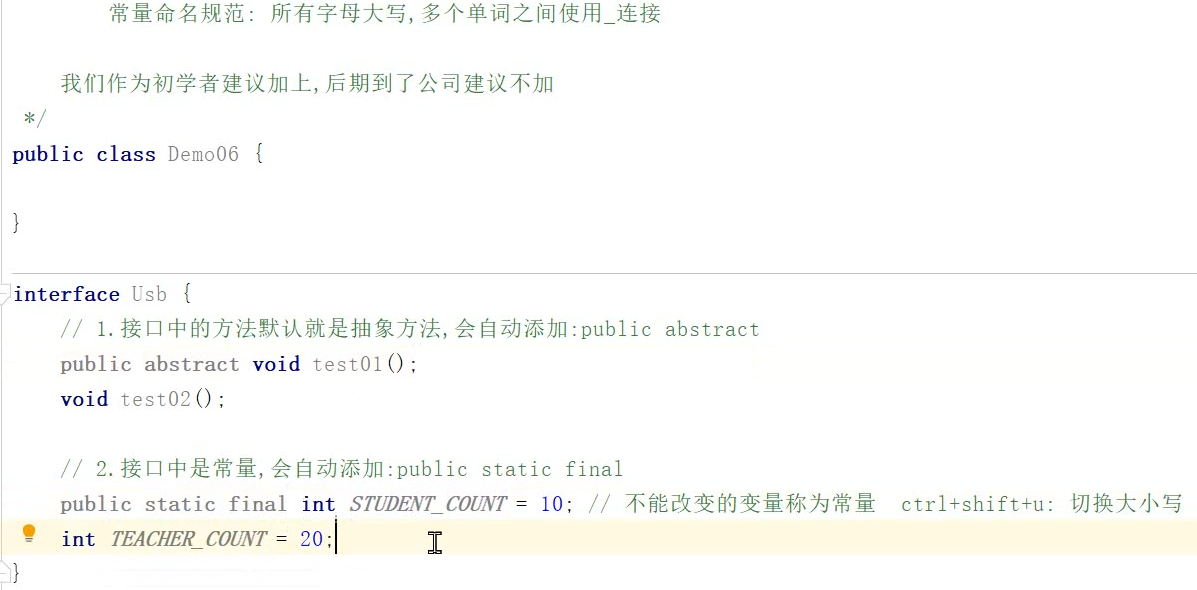 常量命名规范: 所有字母大写,多个单词之间使用_连接
我们作为初学者建议加上,后期到了公司建议不加
*/
public class Demo06 {
}
interface Usb {
// 1.接口中的方法默认就是抽象方法,会自动添加:public abstract
public abstract void test01();
void test02();
// 2.接口中是常量,会自动添加:public static final
public static final int STUDENT_COUNT = 10; // 不能改变的变量称为常量  ctrl+shift+u: 切换大小写
int TEACHER_COUNT = 20;
}